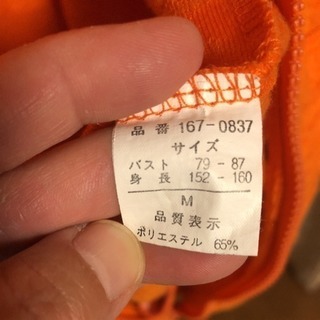 品番 167-0837
サイズ
バスト 79 - 87
身長 152 - 160
M
品質表示
ポリエステル 65%